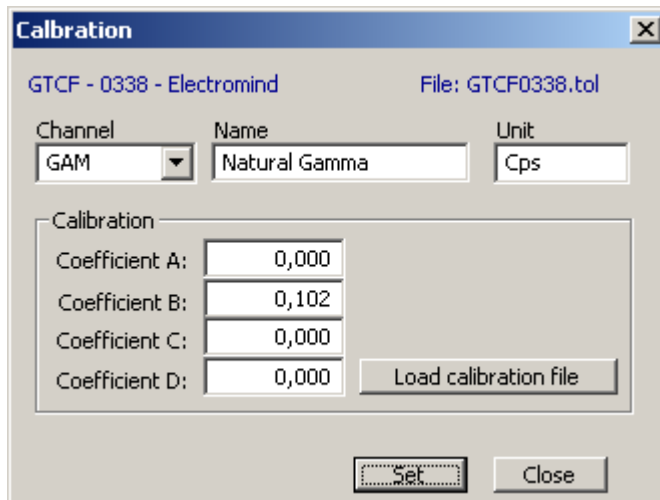 Calbration
GTCF - 0338 - Electromind File: GTCF0338.tol
Channel Name Unit
GAM Natural Gamma Cps
Calibration
Coefficient A: 0,000
Coefficient B: 0,102
Coefficient C: 0,000
Coefficient D: 0,000 Load calibration file
Set Close